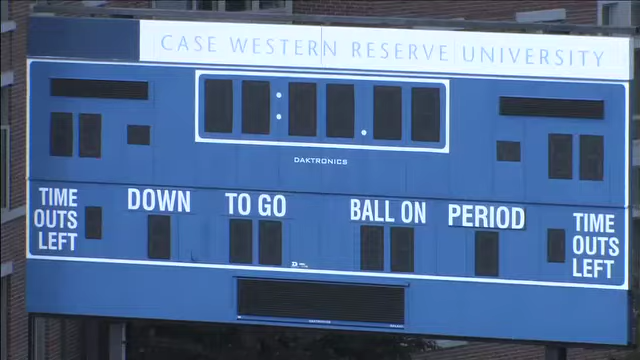 CASE WESTERN RESERVE UNIVERSITY
DAKTRONICS
TIME OUTS LEFT
DOWN
TO GO
BALL ON
PERIOD
TIME OUTS LEFT